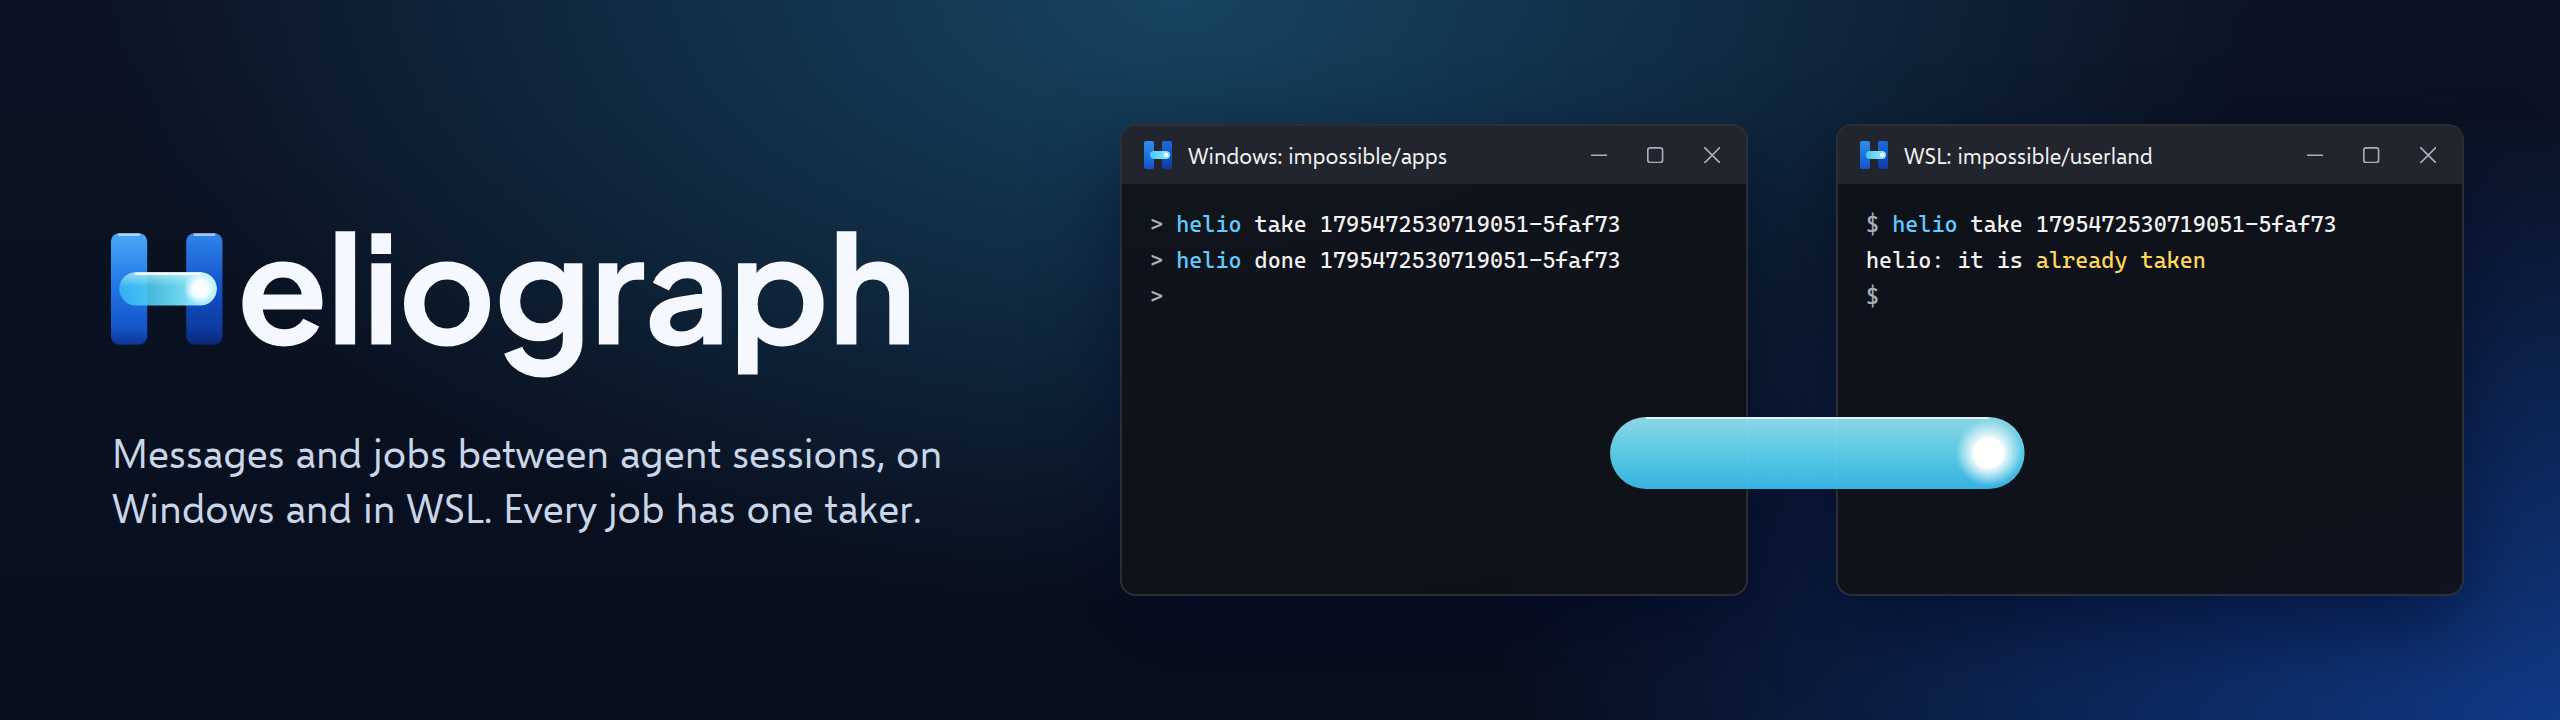 Heliograph
Messages and jobs between agent sessions, on
Windows and in WSL. Every job has one taker.
Windows: impossible/apps
> helio take 1795472530719051-5faf73
> helio done 1795472530719051-5faf73
>
WSL: impossible/userland
$ helio take 1795472530719051-5faf73
helio: it is already taken
$